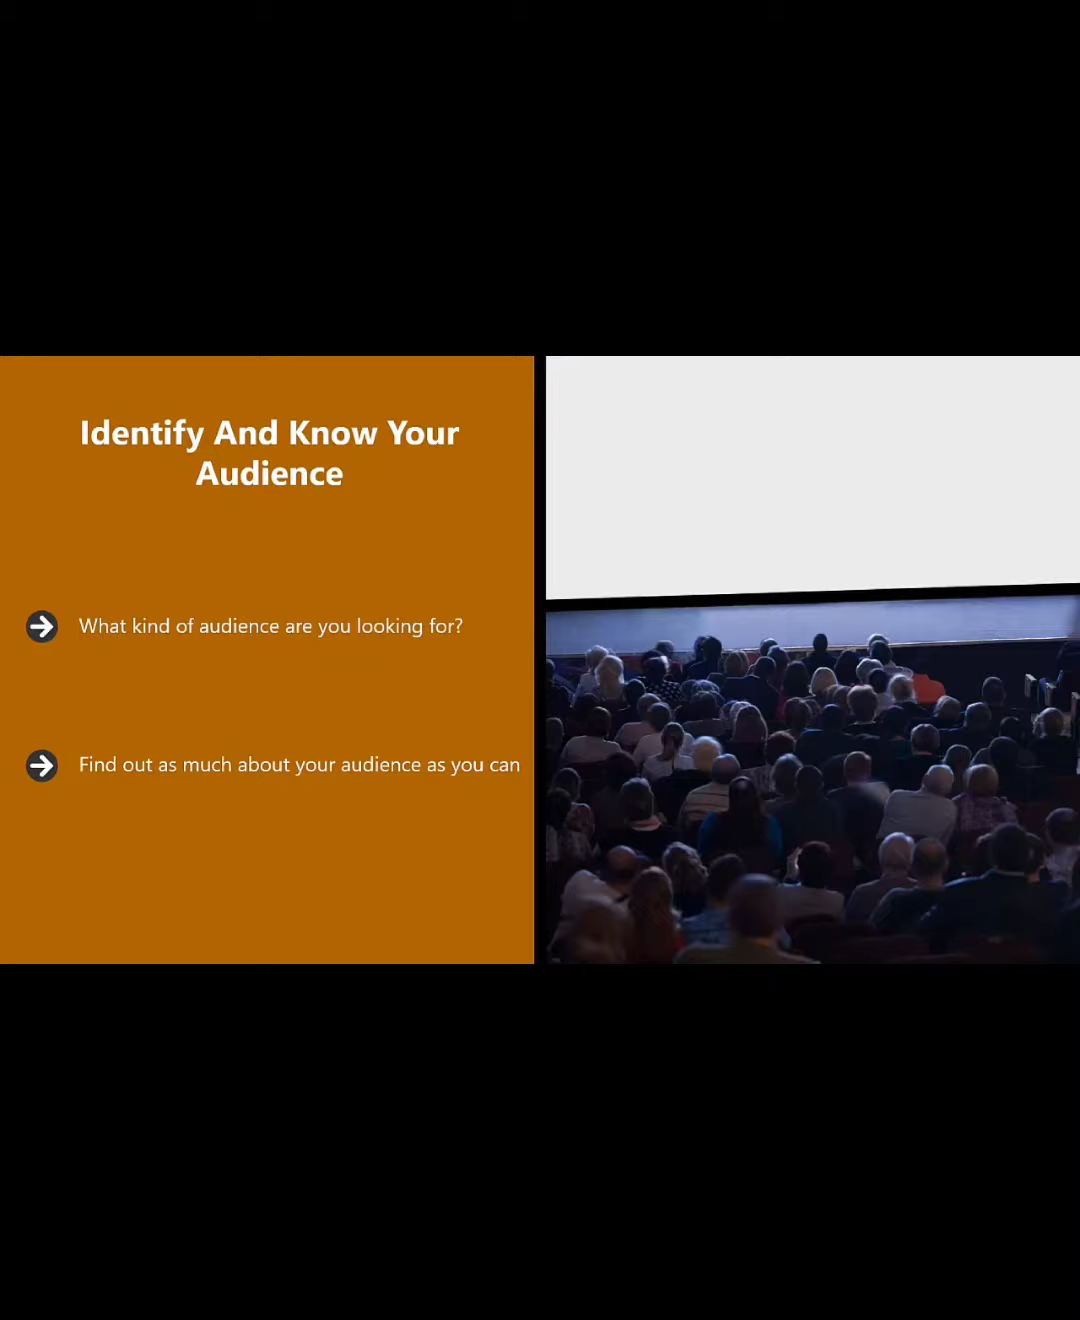 Identify And Know Your
Audience
What kind of audience are you looking for?
Find out as much about your audience as you can